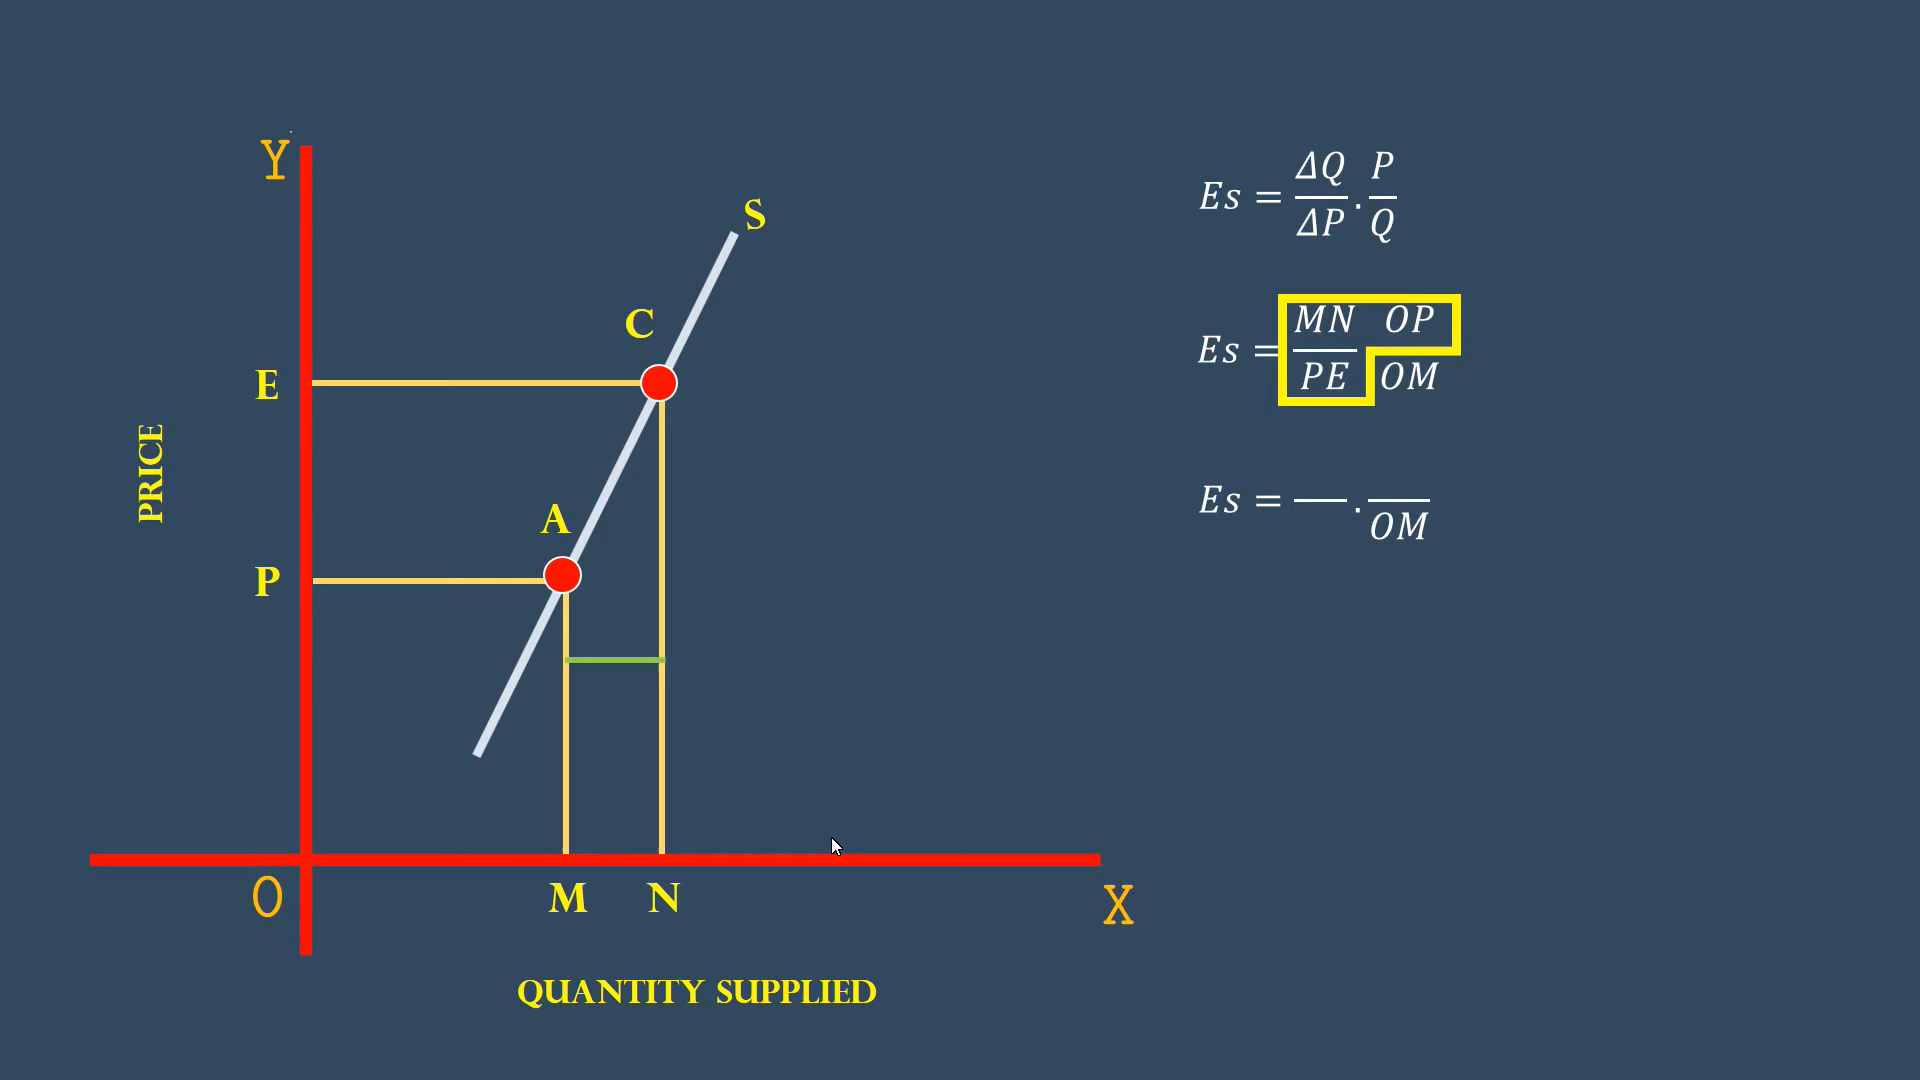 Y
S
C
E
PRICE
A
P
O
M
N
X
QUANTITY SUPPLIED
Es = ΔQ/ΔP . P/Q
Es = MN/PE OP/OM
Es = — . —/OM